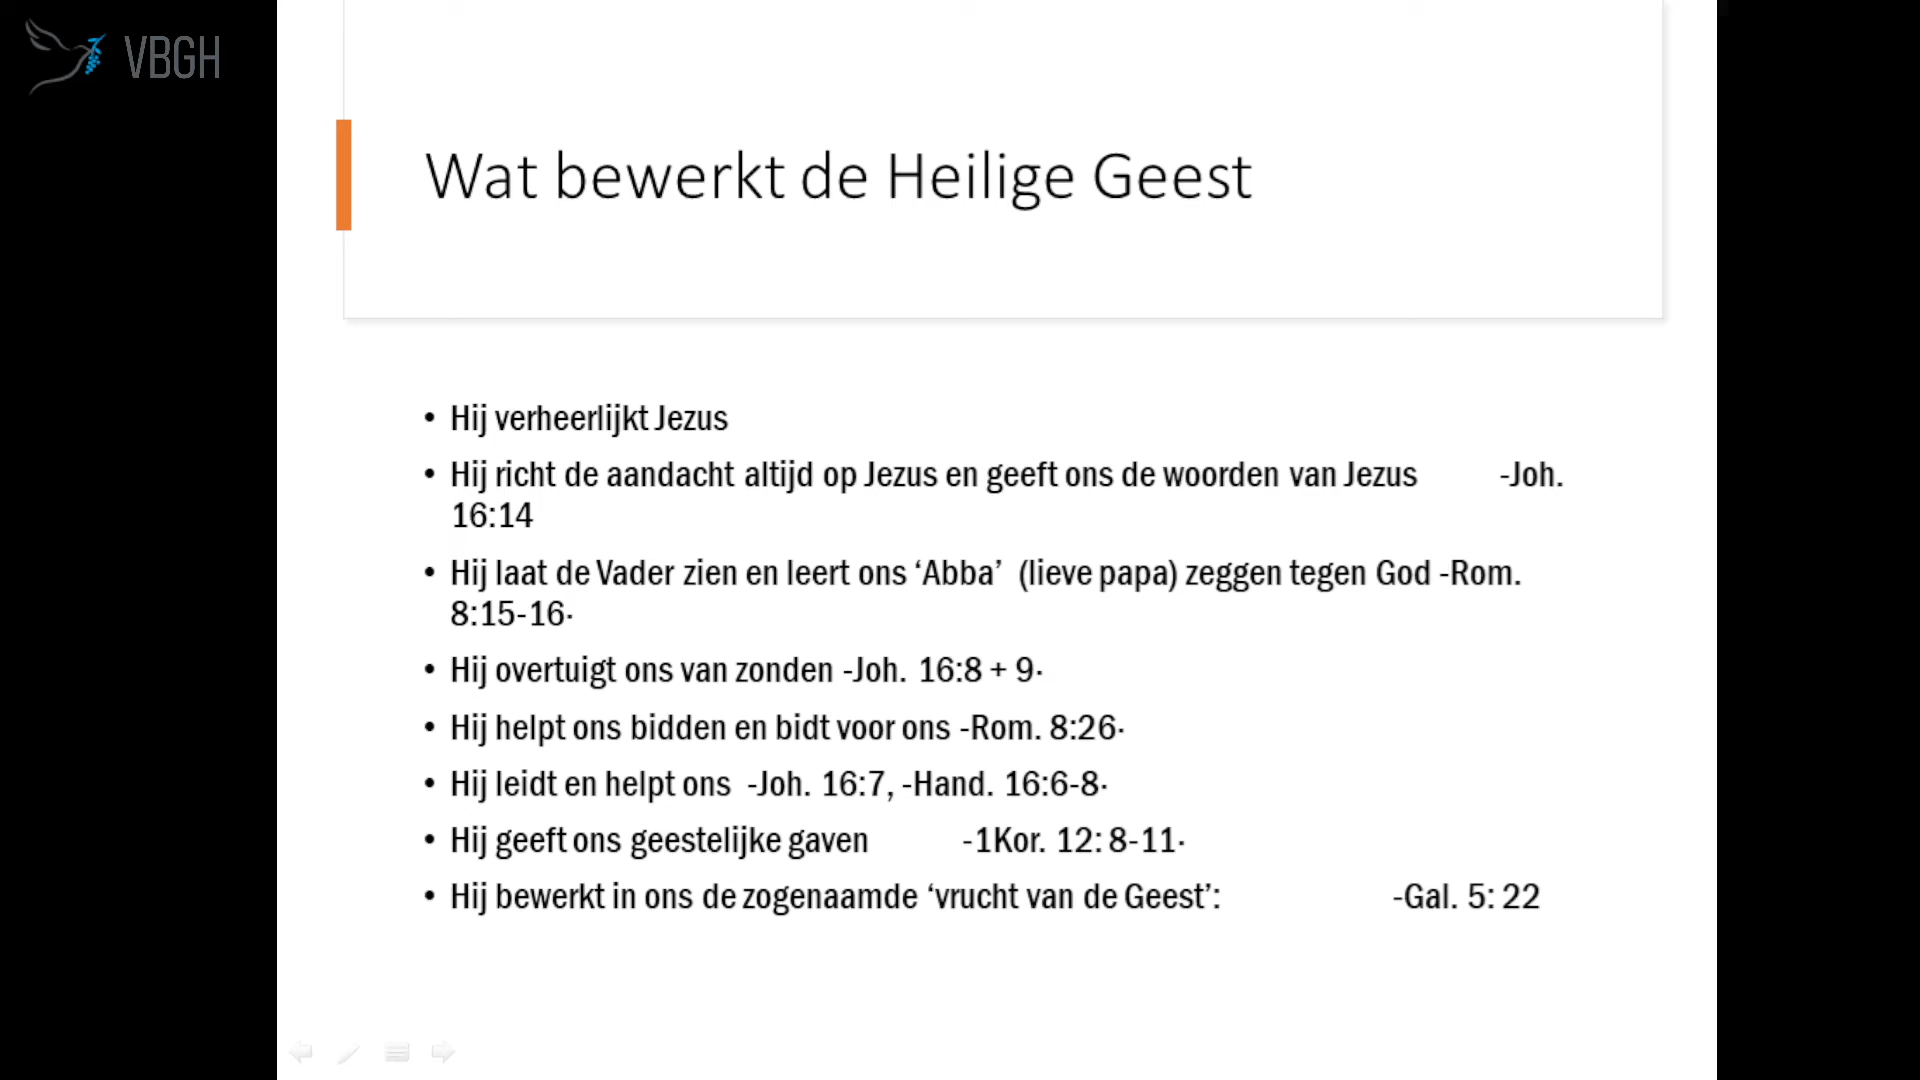 VBGH
Wat bewerkt de Heilige Geest
• Hij verheerlijkt Jezus
• Hij richt de aandacht altijd op Jezus en geeft ons de woorden van Jezus -Joh.
16:14
• Hij laat de Vader zien en leert ons ‘Abba’ (lieve papa) zeggen tegen God -Rom.
8:15-16·
• Hij overtuigt ons van zonden -Joh. 16:8 + 9·
• Hij helpt ons bidden en bidt voor ons -Rom. 8:26·
• Hij leidt en helpt ons -Joh. 16:7, -Hand. 16:6-8·
• Hij geeft ons geestelijke gaven -1Kor. 12: 8-11·
• Hij bewerkt in ons de zogenaamde ‘vrucht van de Geest’: -Gal. 5: 22